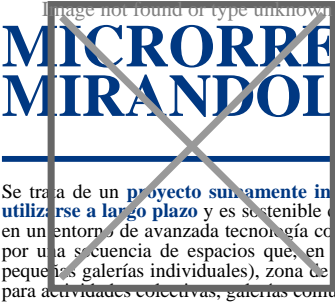 Image not found or type unknown
MICRORRE
MIRANDOL
Se trata de un proyecto sumamente in
utilizarse a largo plazo y es sostenible
en un entorno de avanzada tecnología co
por una secuencia de espacios que, en
pequeñas galerías individuales), zona de
para actividades colectivas, galerías com